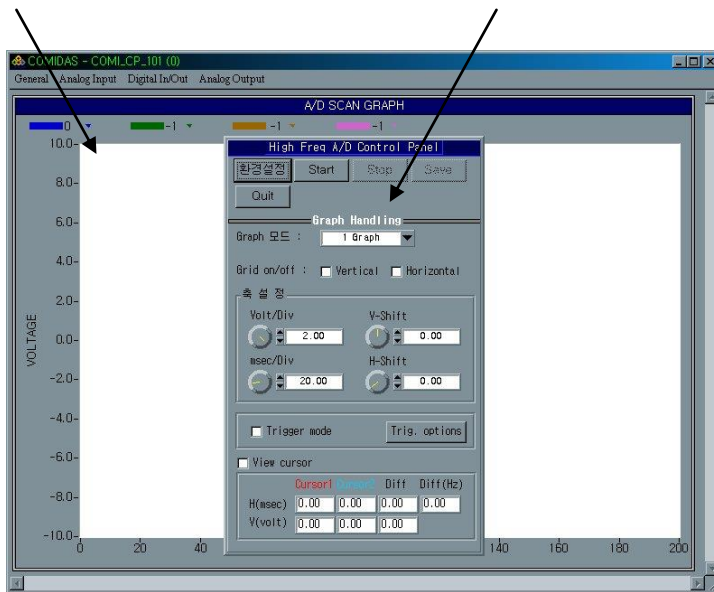 COMIDAS - COMI_CP_101 (0)
General Analog Input Digital In/Out Analog Output
A/D SCAN GRAPH
0 -1 -1 -1
High Freq A/D Control Panel
환경설정 Start Stop Save
Quit
Graph Handling
Graph 모드 : 1 Graph
Grid on/off : Vertical Horizontal
축 설 정
Volt/Div V-Shift
2.00 0.00
msec/Div H-Shift
20.00 0.00
Trigger mode Trig. options
View cursor
Cursor1 Cursor2 Diff Diff(Hz)
H(msec) 0.00 0.00 0.00 0.00
V(volt) 0.00 0.00 0.00
VOLTAGE
10.0
8.0
6.0
4.0
2.0
0.0
-2.0
-4.0
-6.0
-8.0
-10.0
0 20 40 140 160 180 200